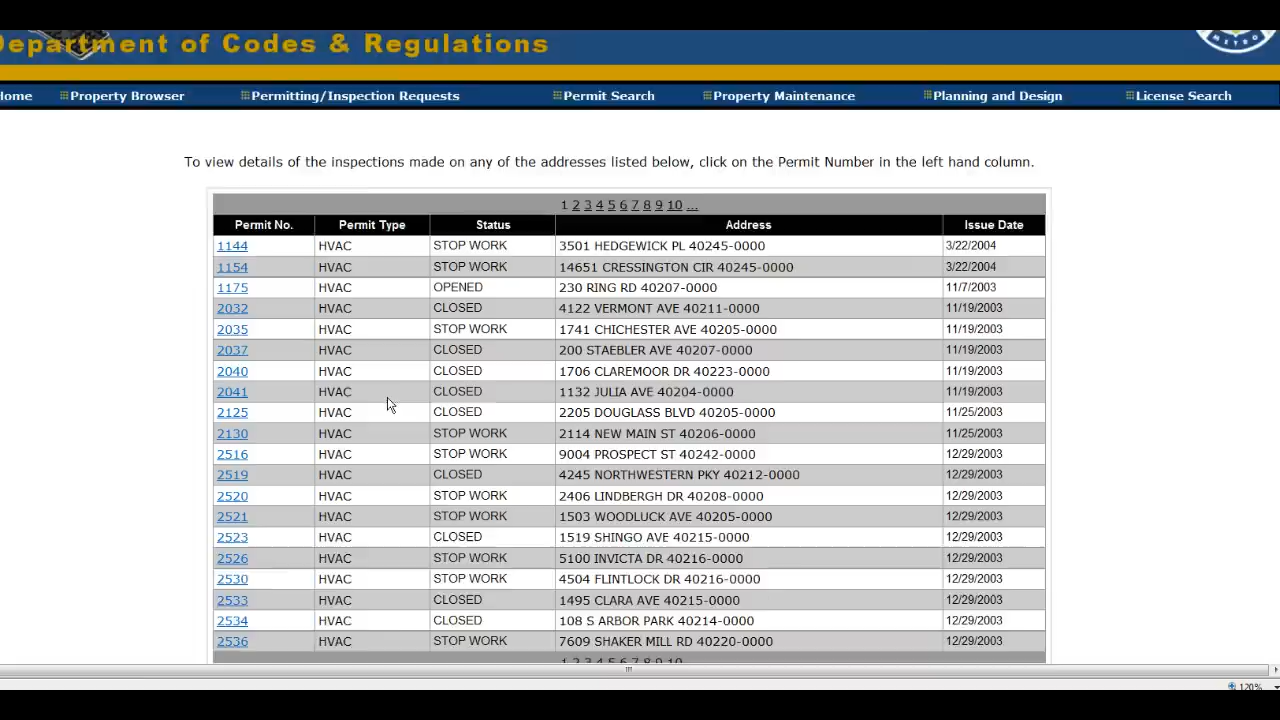 Department of Codes & Regulations
METRO
Home Property Browser Permitting/Inspection Requests Permit Search Property Maintenance Planning and Design License Search
To view details of the inspections made on any of the addresses listed below, click on the Permit Number in the left hand column.
1 2 3 4 5 6 7 8 9 10 ...
Permit No. Permit Type Status Address Issue Date
1144 HVAC STOP WORK 3501 HEDGEWICK PL 40245-0000 3/22/2004
1154 HVAC STOP WORK 14651 CRESSINGTON CIR 40245-0000 3/22/2004
1175 HVAC OPENED 230 RING RD 40207-0000 11/7/2003
2032 HVAC CLOSED 4122 VERMONT AVE 40211-0000 11/19/2003
2035 HVAC STOP WORK 1741 CHICHESTER AVE 40205-0000 11/19/2003
2037 HVAC CLOSED 200 STAEBLER AVE 40207-0000 11/19/2003
2040 HVAC CLOSED 1706 CLAREMOOR DR 40223-0000 11/19/2003
2041 HVAC CLOSED 1132 JULIA AVE 40204-0000 11/19/2003
2125 HVAC CLOSED 2205 DOUGLASS BLVD 40205-0000 11/25/2003
2130 HVAC STOP WORK 2114 NEW MAIN ST 40206-0000 11/25/2003
2516 HVAC STOP WORK 9004 PROSPECT ST 40242-0000 12/29/2003
2519 HVAC CLOSED 4245 NORTHWESTERN PKY 40212-0000 12/29/2003
2520 HVAC STOP WORK 2406 LINDBERGH DR 40208-0000 12/29/2003
2521 HVAC STOP WORK 1503 WOODLUCK AVE 40205-0000 12/29/2003
2523 HVAC CLOSED 1519 SHINGO AVE 40215-0000 12/29/2003
2526 HVAC STOP WORK 5100 INVICTA DR 40216-0000 12/29/2003
2530 HVAC STOP WORK 4504 FLINTLOCK DR 40216-0000 12/29/2003
2533 HVAC CLOSED 1495 CLARA AVE 40215-0000 12/29/2003
2534 HVAC CLOSED 108 S ARBOR PARK 40214-0000 12/29/2003
2536 HVAC STOP WORK 7609 SHAKER MILL RD 40220-0000 12/29/2003
1 2 3 4 5 6 7 8 9 10
120%